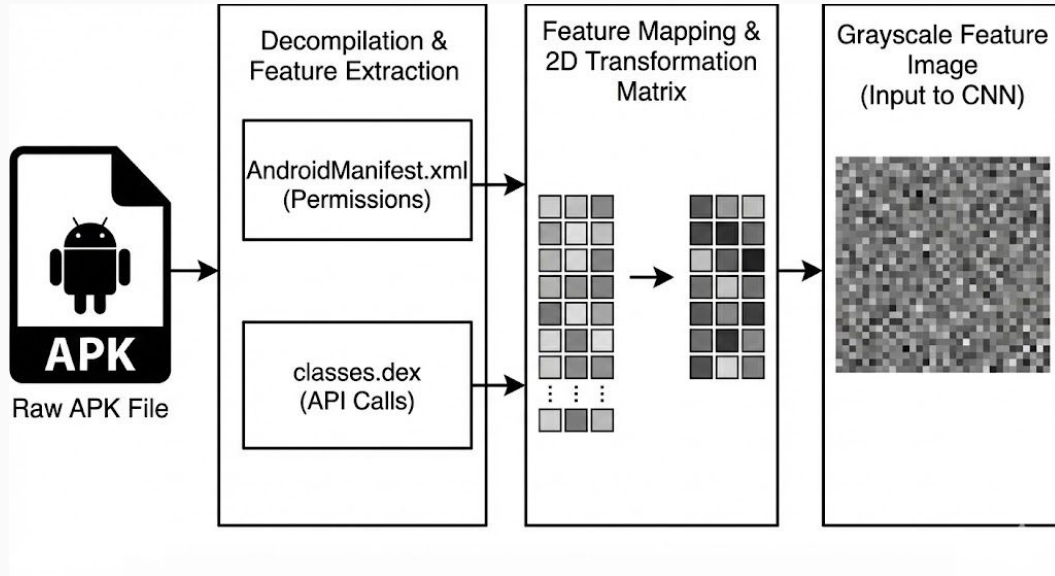 APK
Raw APK File
Decompilation &
Feature Extraction
AndroidManifest.xml
(Permissions)
classes.dex
(API Calls)
Feature Mapping &
2D Transformation
Matrix
Grayscale Feature
Image
(Input to CNN)